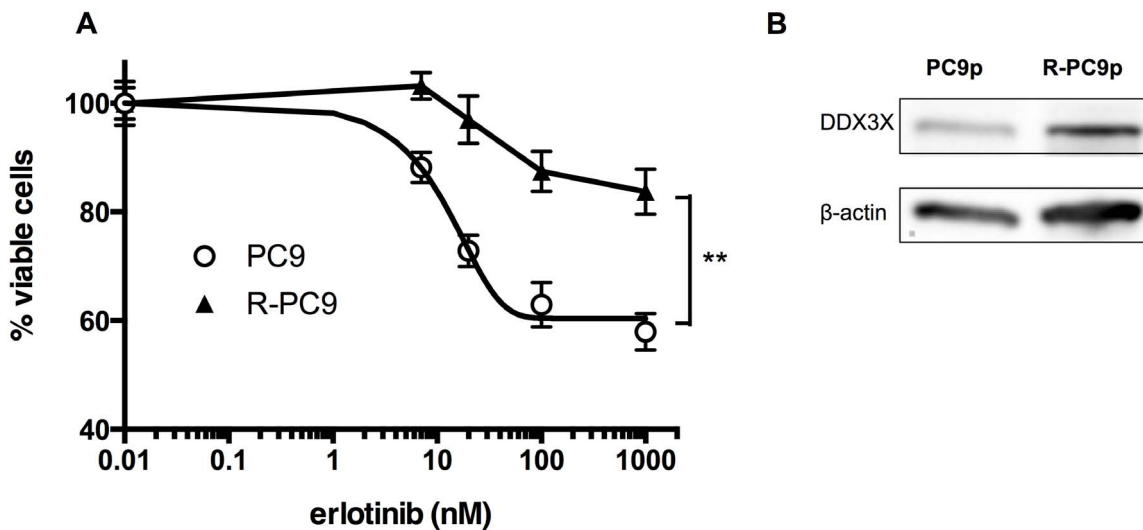 A
B
% viable cells
100
80
60
40
PC9
R-PC9
**
0.01 0.1 1 10 100 1000
erlotinib (nM)
PC9p R-PC9p
DDX3X
β-actin